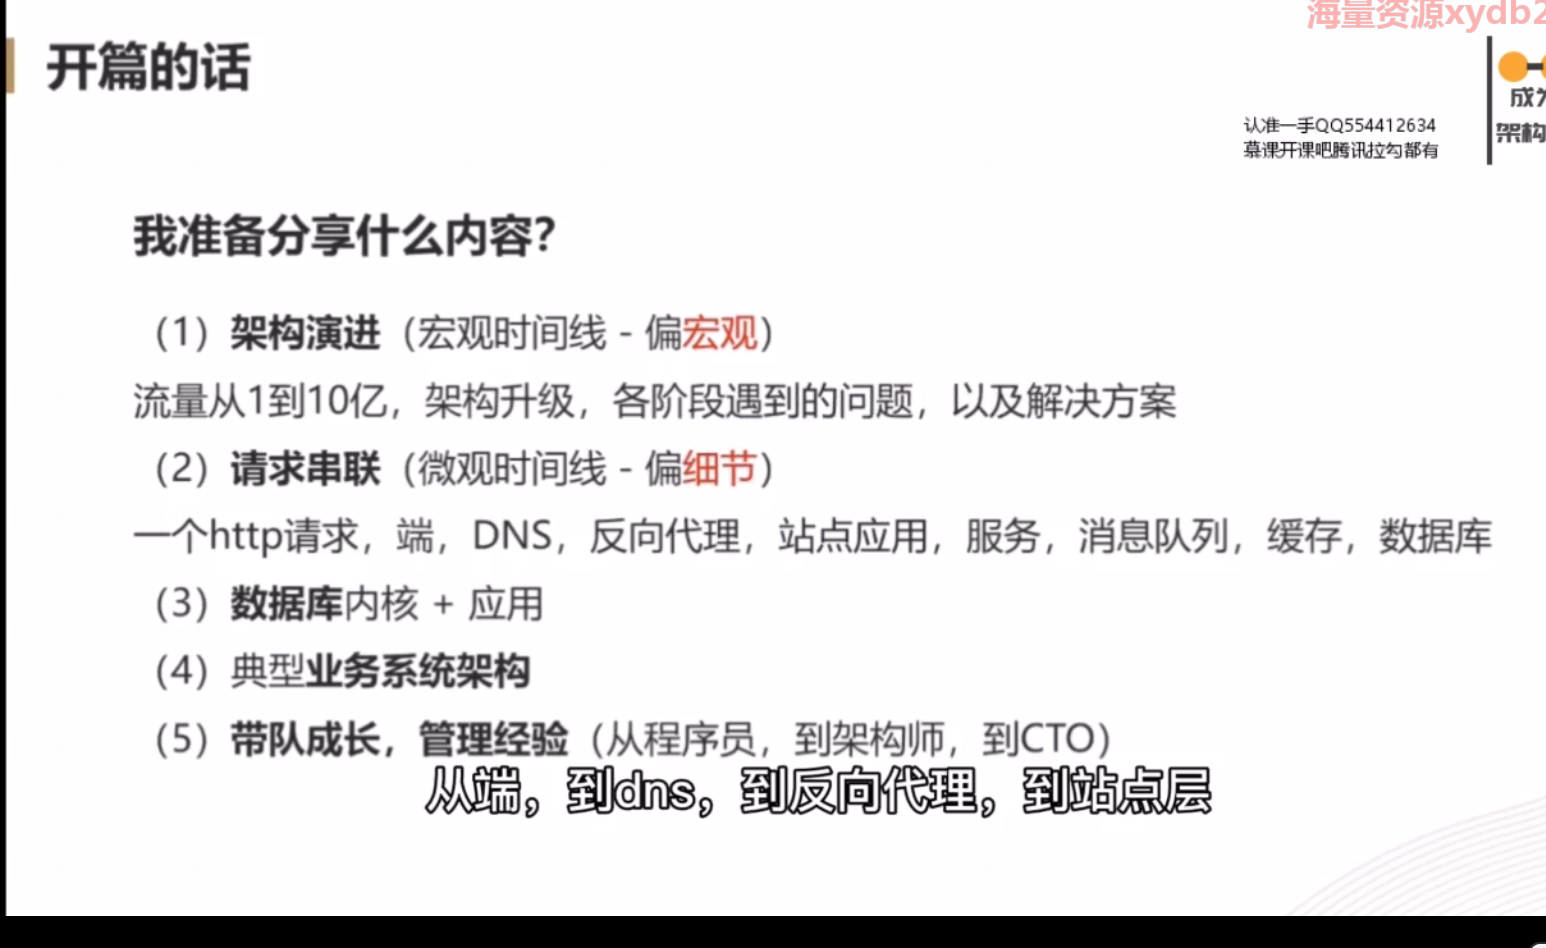 海量资源xydb2
开篇的话
认准一手QQ554412634
慕课开课吧腾讯拉勾都有
成为
架构
我准备分享什么内容？
（1）架构演进（宏观时间线 - 偏宏观）
流量从1到10亿，架构升级，各阶段遇到的问题，以及解决方案
（2）请求串联（微观时间线 - 偏细节）
一个http请求，端，DNS，反向代理，站点应用，服务，消息队列，缓存，数据库
（3）数据库内核 + 应用
（4）典型业务系统架构
（5）带队成长，管理经验（从程序员，到架构师，到CTO）
从端，到dns，到反向代理，到站点层